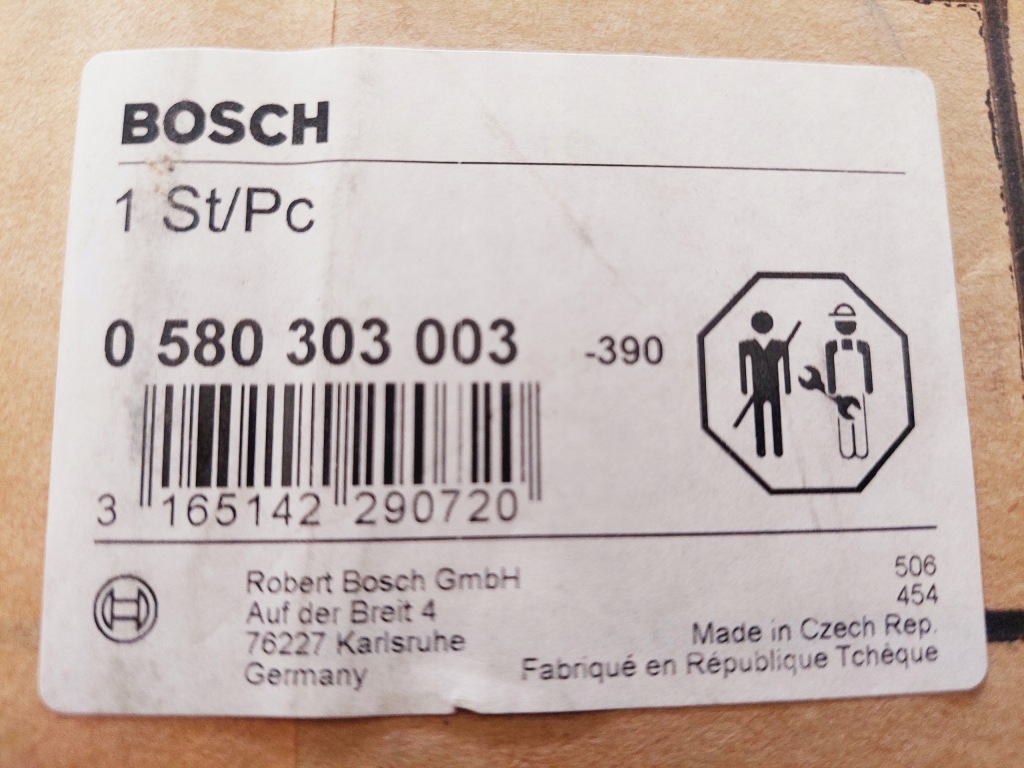 BOSCH
1 St/Pc
0 580 303 003 -390
3 165142 290720
Robert Bosch GmbH
Auf der Breit 4
76227 Karlsruhe
Germany
506
454
Made in Czech Rep.
Fabriqué en République Tchèque